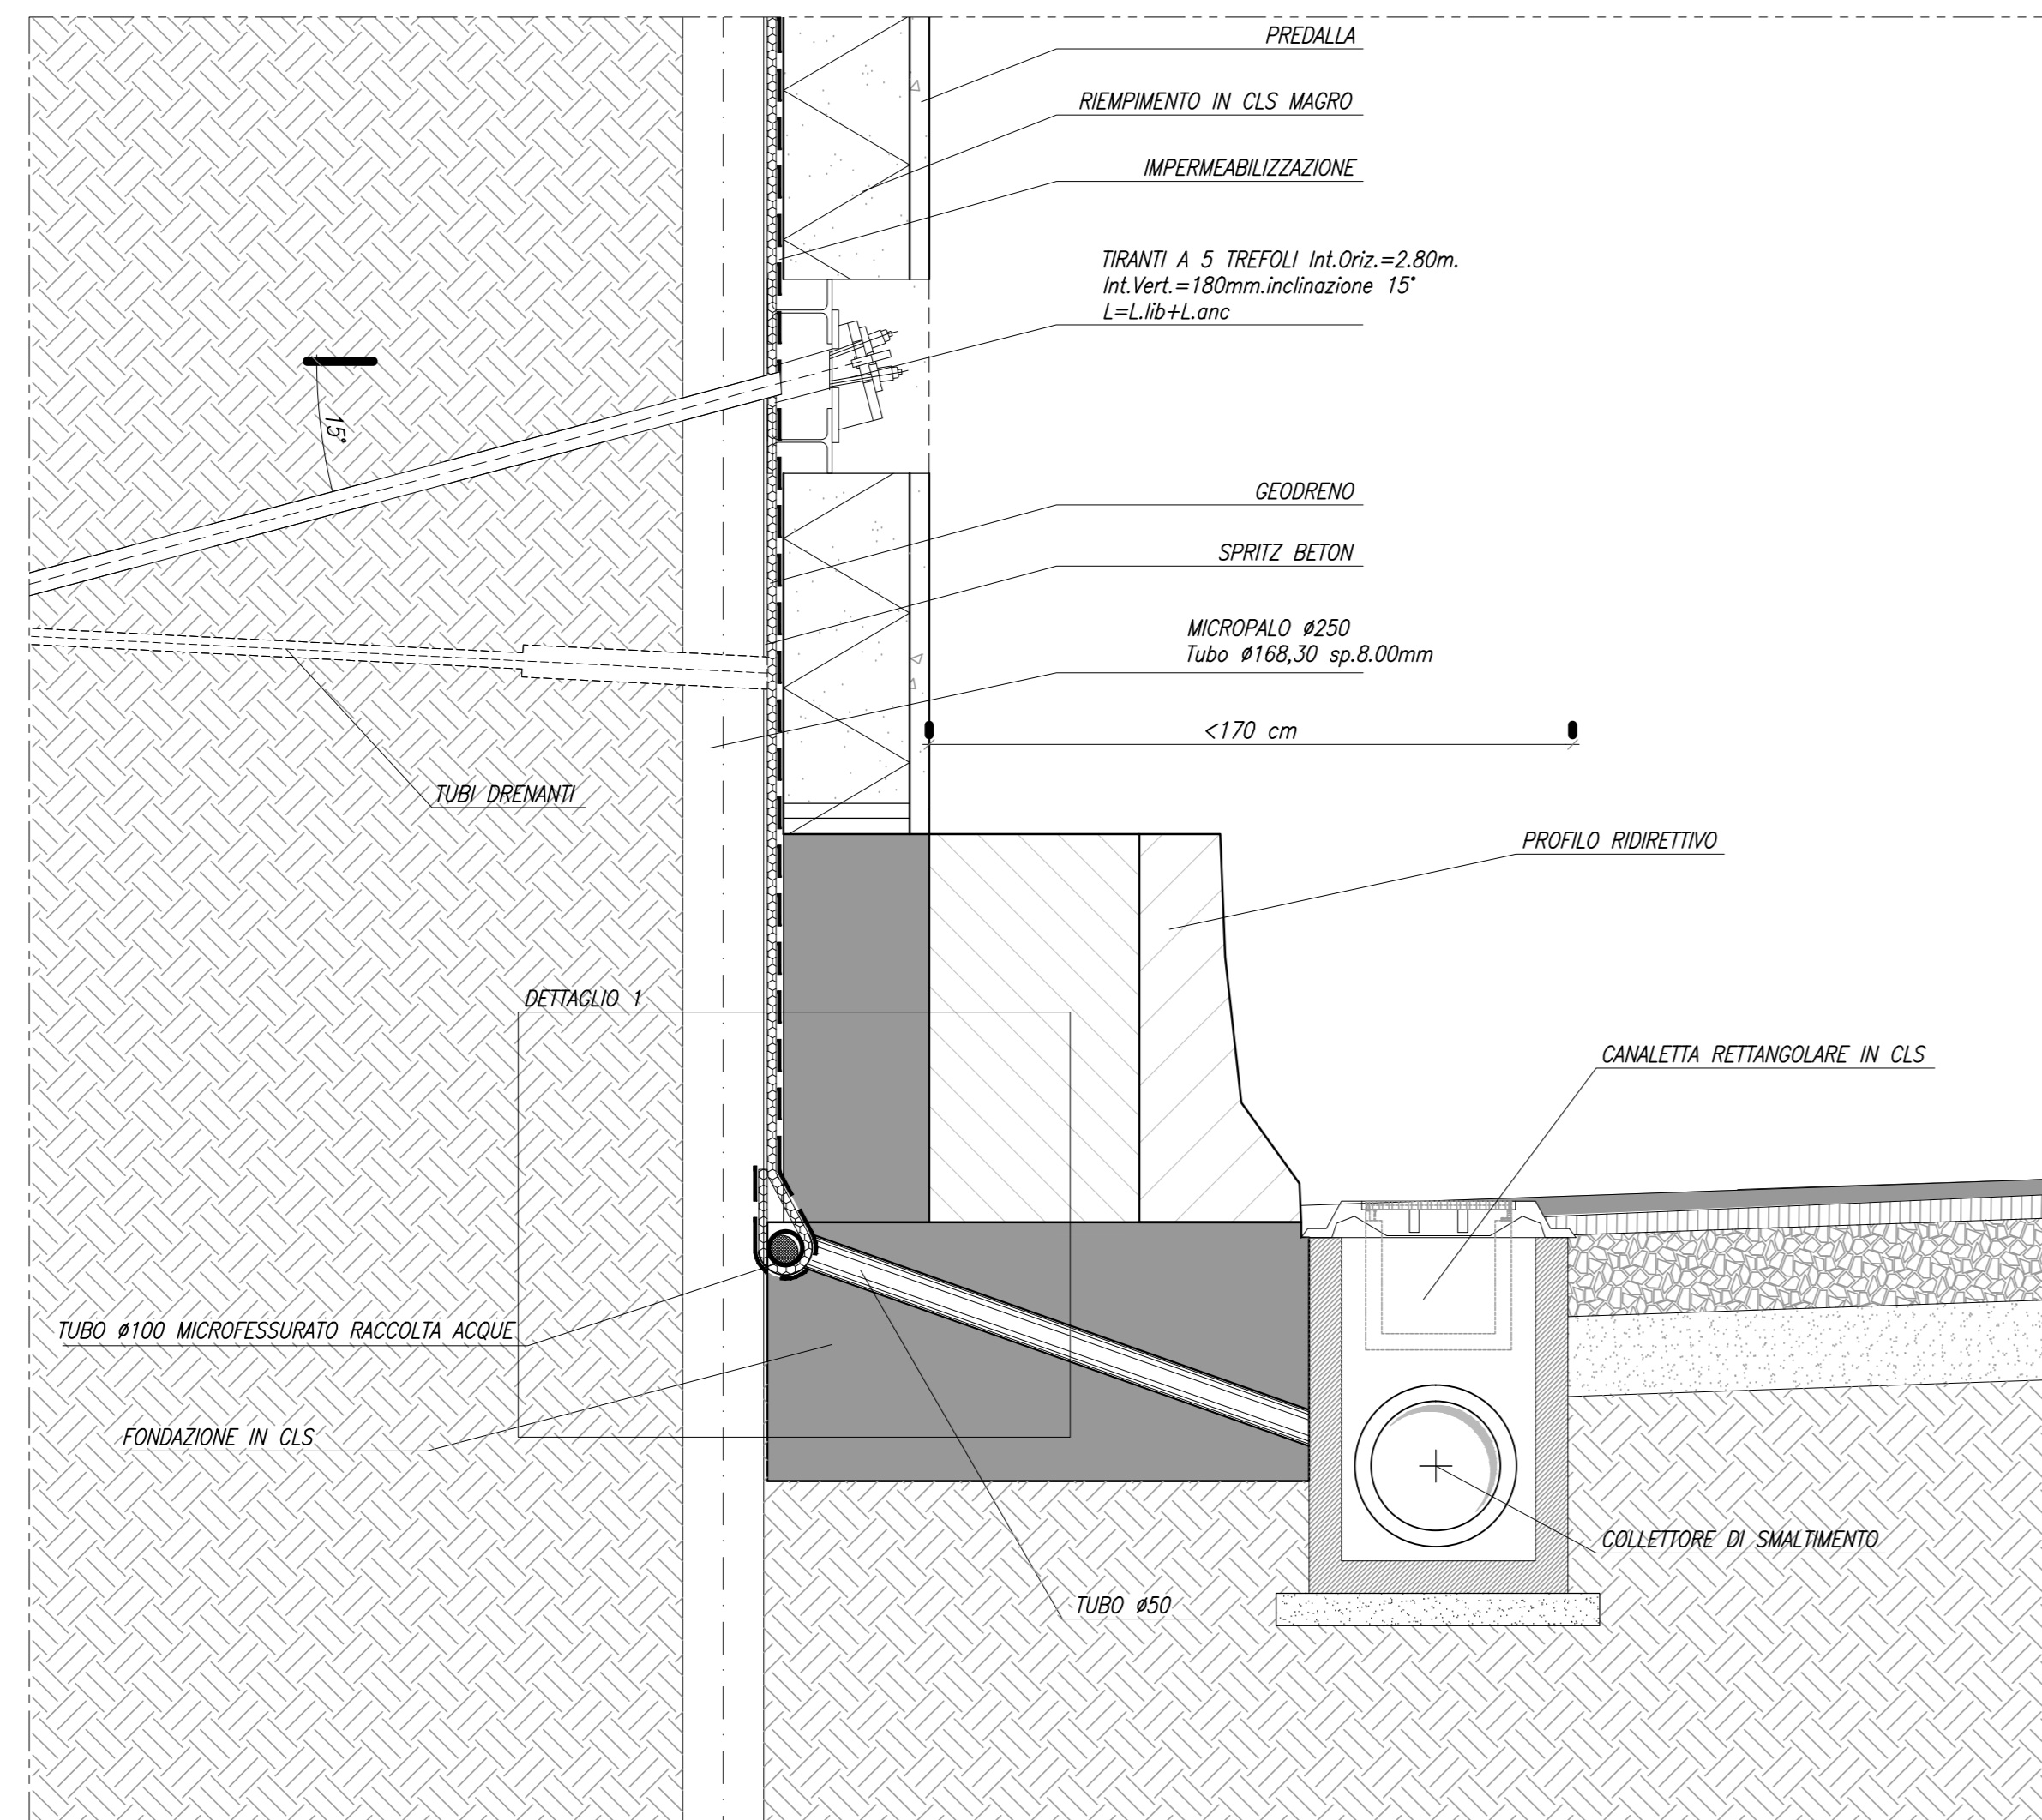 PREDALLA
RIEMPIMENTO IN CLS MAGRO
IMPERMEABILIZZAZIONE
TIRANTI A 5 TREFOLI Int.Oriz.=2.80m.
Int.Vert.=180mm.inclinazione 15°
L=L.lib+L.anc
15°
GEODRENO
SPRITZ BETON
MICROPALO ø250
Tubo ø168,30 sp.8.00mm
<170 cm
TUBI DRENANTI
PROFILO RIDIRETTIVO
DETTAGLIO 1
CANALETTA RETTANGOLARE IN CLS
TUBO ø100 MICROFESSURATO RACCOLTA ACQUE
FONDAZIONE IN CLS
COLLETTORE DI SMALTIMENTO
TUBO ø50